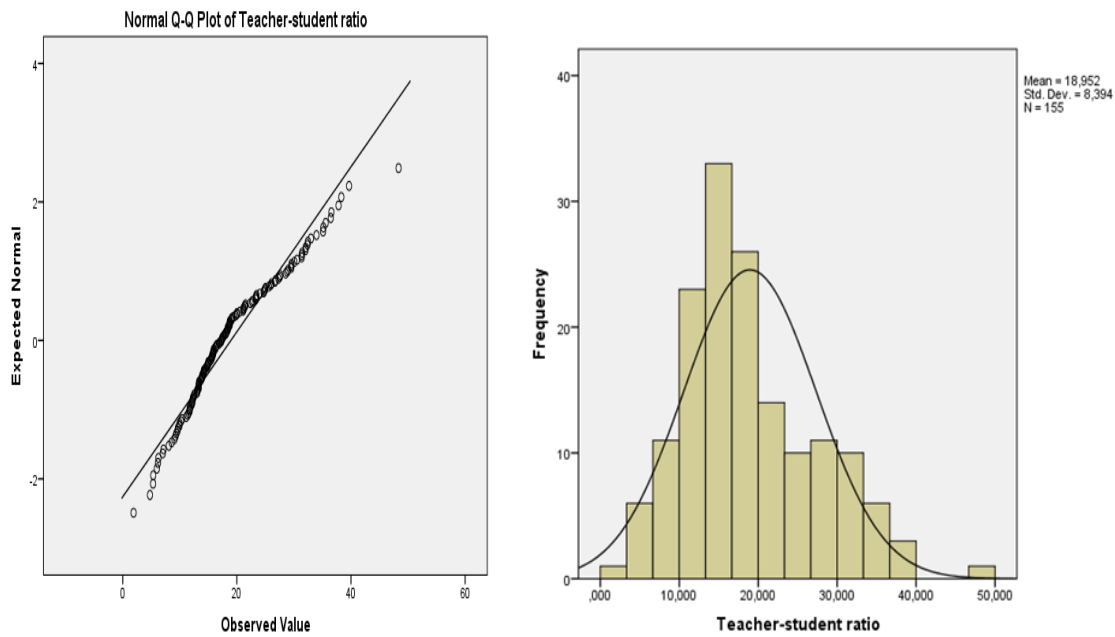 Normal Q-Q Plot of Teacher-student ratio
Expected Normal
4
2
0
-2
0 20 40 60
Observed Value
Mean = 18,952
Std. Dev. = 8,394
N = 155
Frequency
40
30
20
10
0
,000 10,000 20,000 30,000 40,000 50,000
Teacher-student ratio